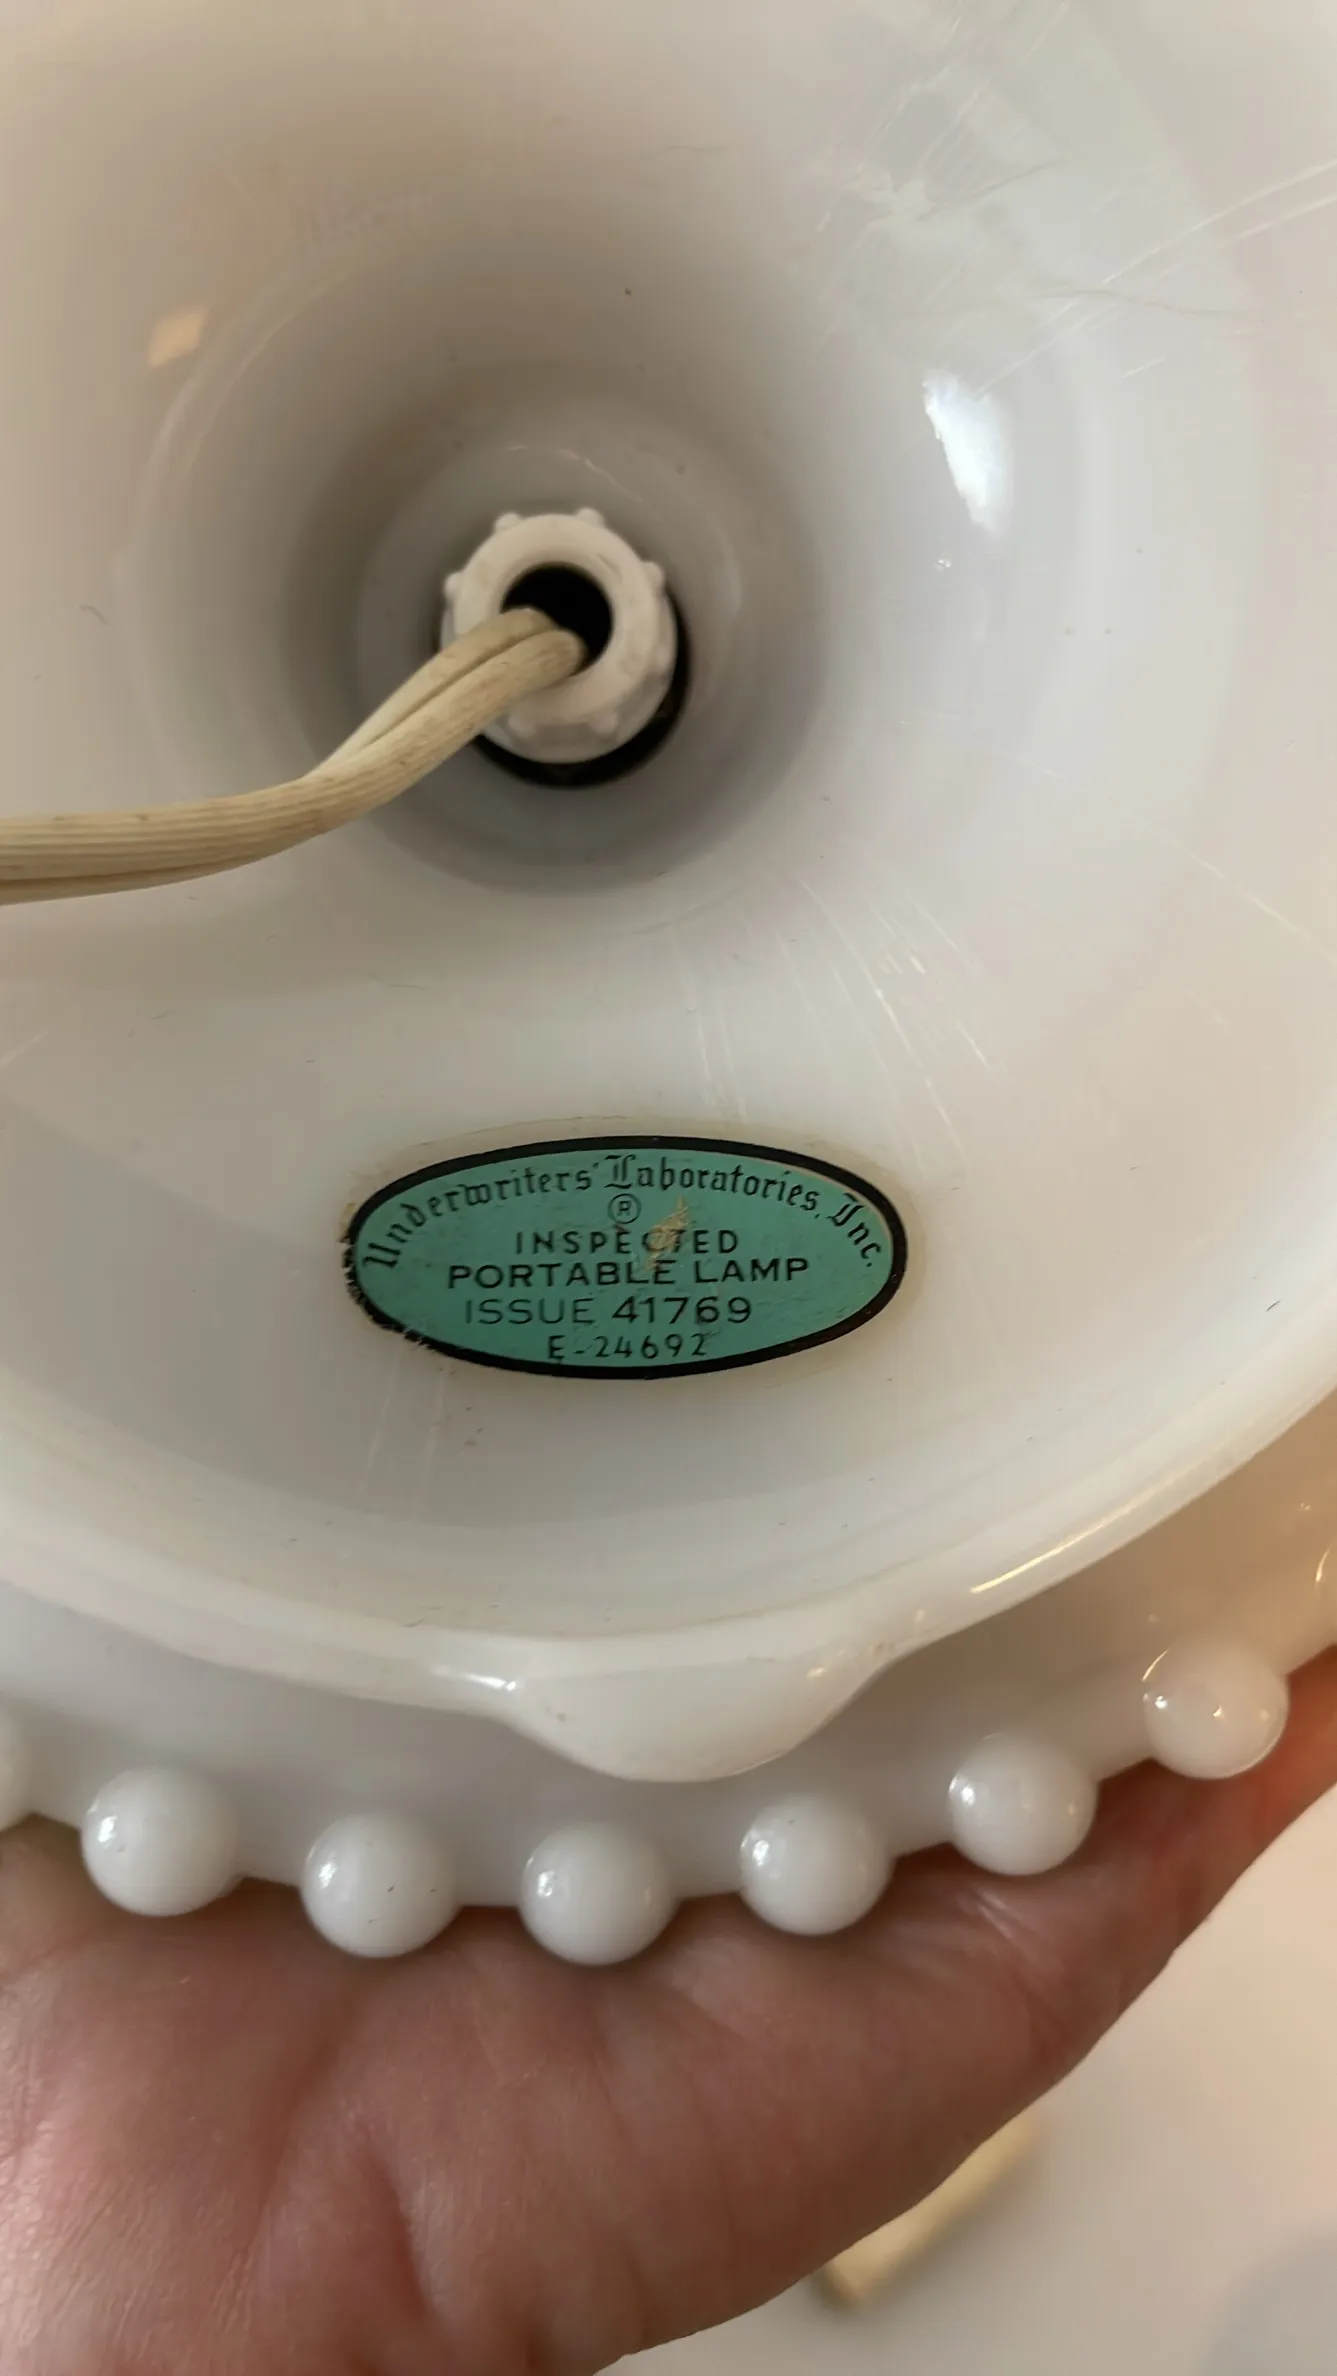 Underwriters' Laboratories, Inc.
®
INSPECTED
PORTABLE LAMP
ISSUE 41769
E-24692